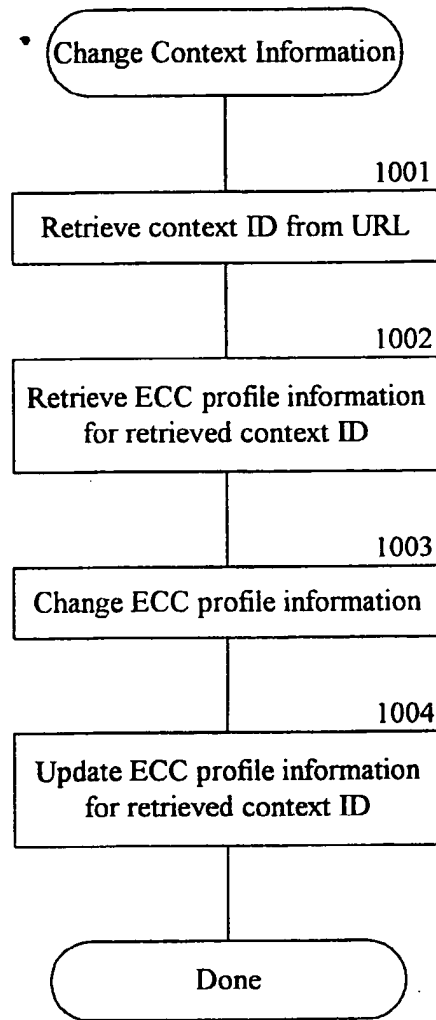 Change Context Information
1001
Retrieve context ID from URL
1002
Retrieve ECC profile information
for retrieved context ID
1003
Change ECC profile information
1004
Update ECC profile information
for retrieved context ID
Done